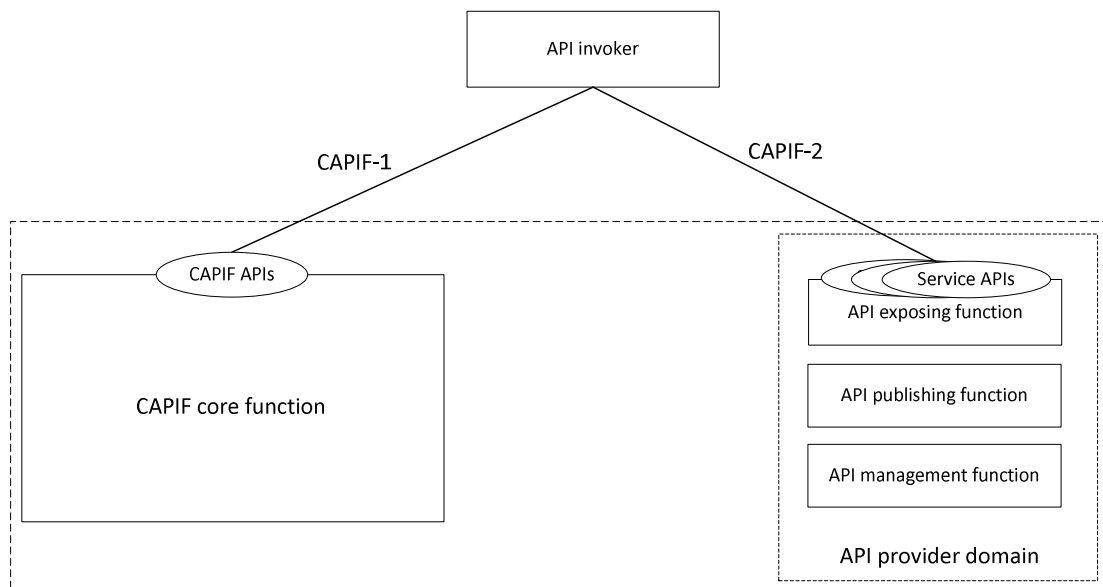 API invoker
CAPIF-1
CAPIF-2
CAPIF APIs
Service APIs
API exposing function
CAPIF core function
API publishing function
API management function
API provider domain